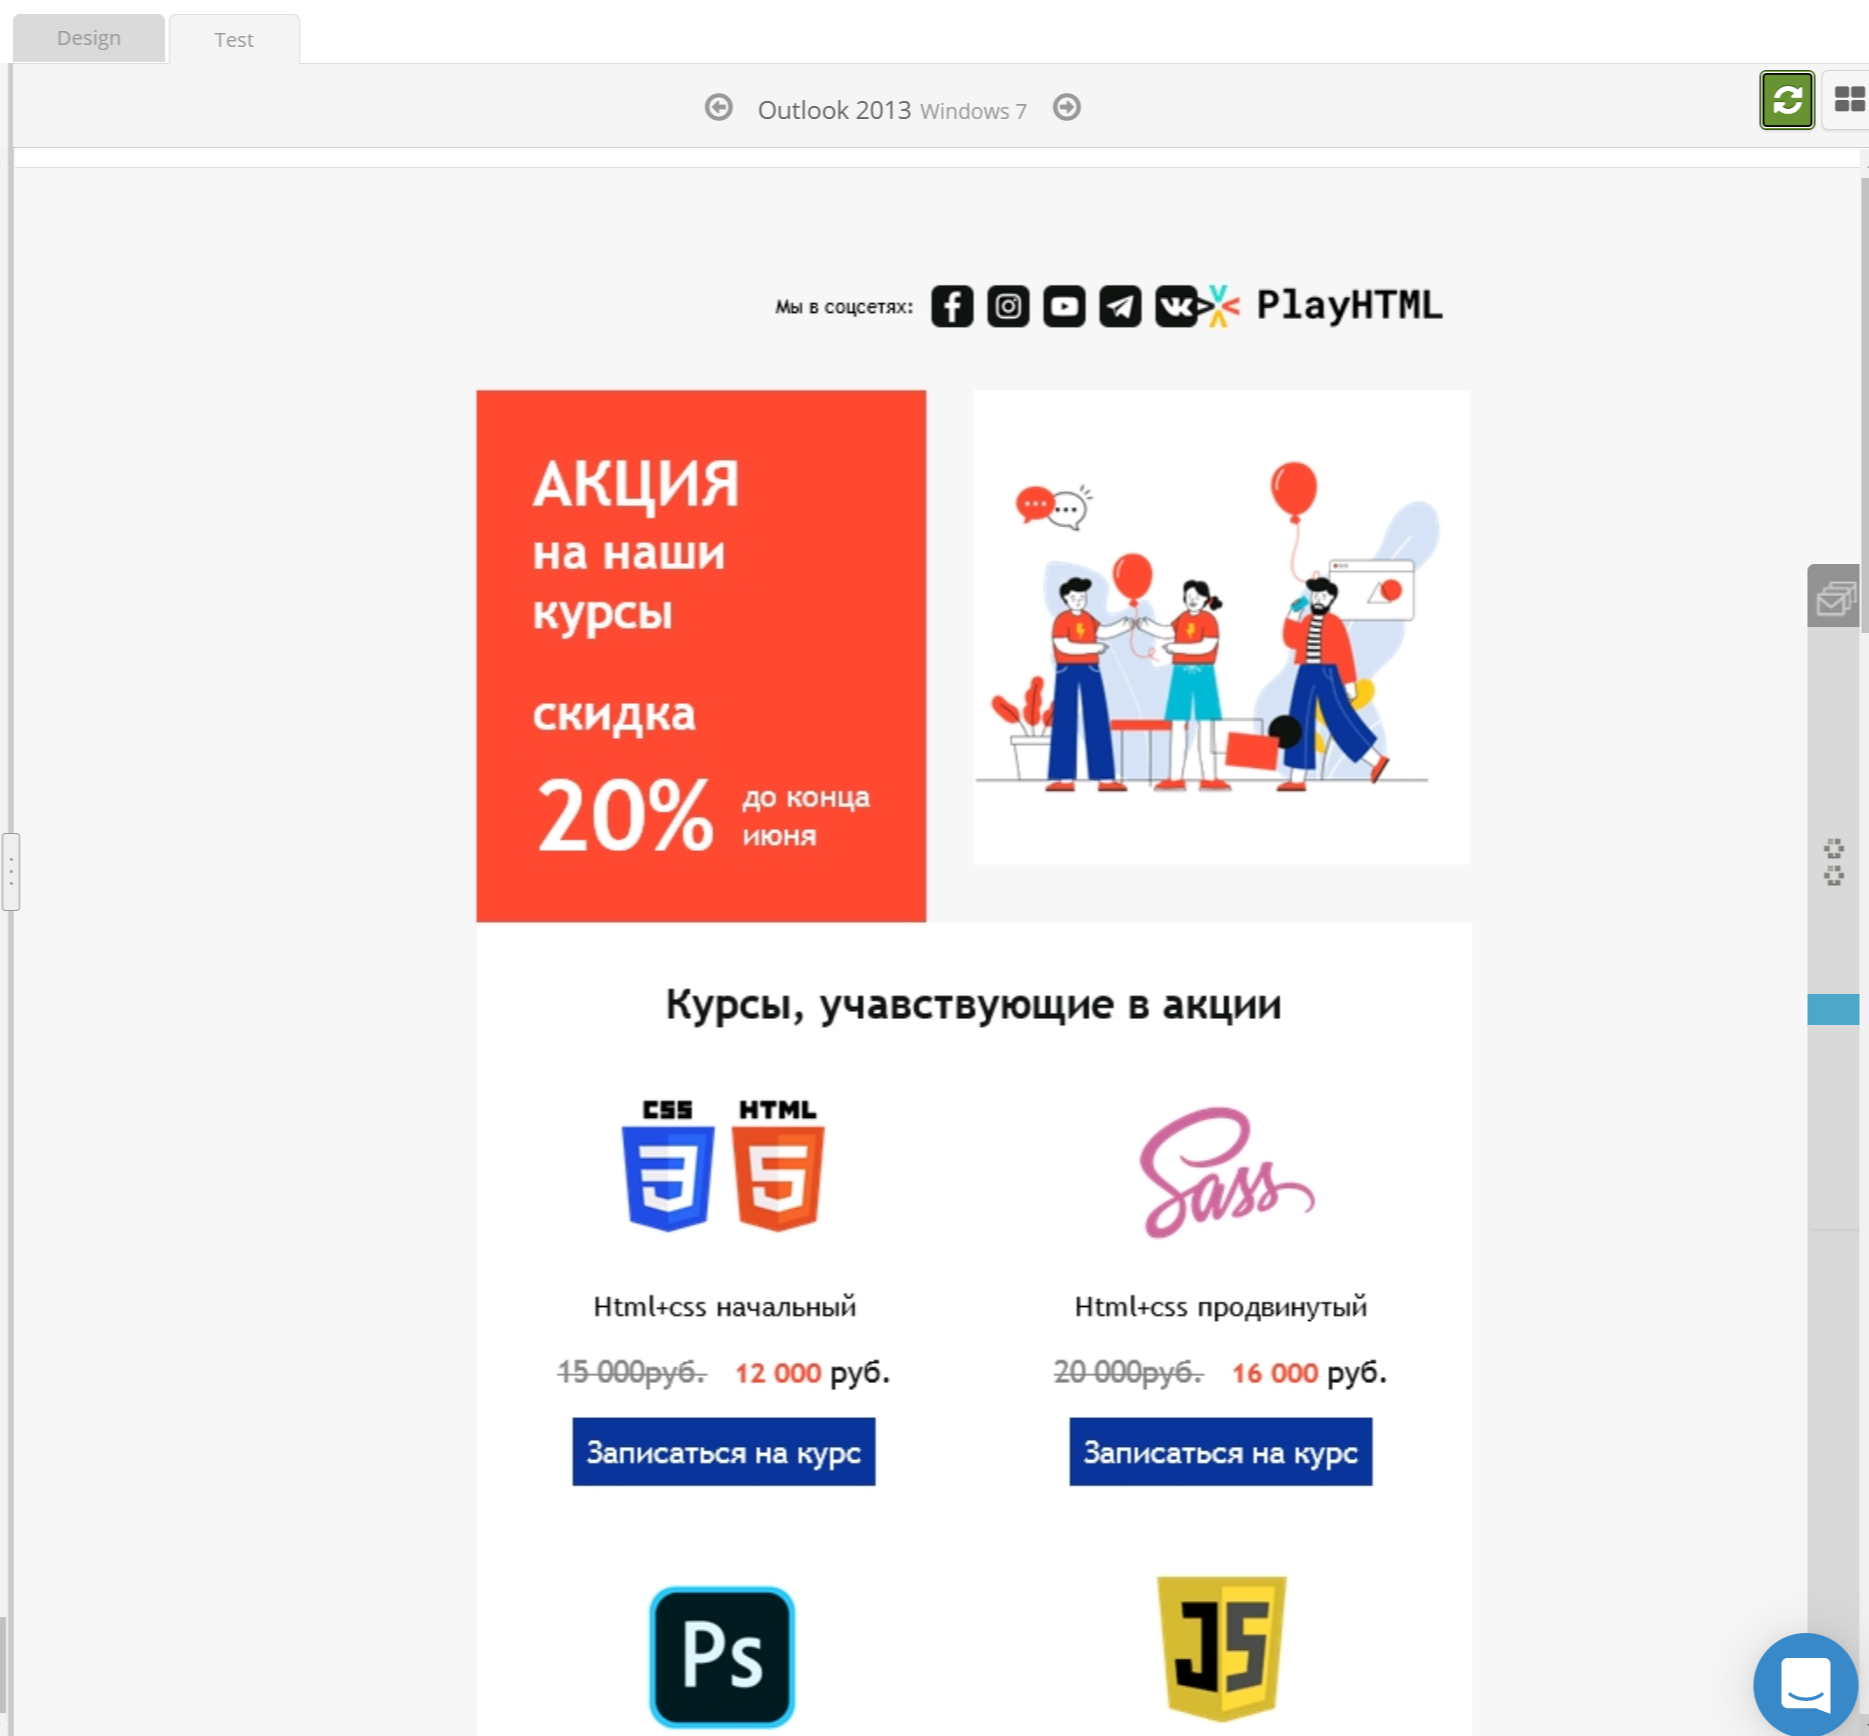 Design
Test
Outlook 2013 Windows 7
Мы в соцсетях:
PlayHTML
АКЦИЯ
на наши
курсы
скидка
20% до конца
июня
Курсы, учавствующие в акции
CSS HTML
3 5
Sass
Html+css начальный
Html+css продвинутый
15 000руб. 12 000 руб.
20 000руб. 16 000 руб.
Записаться на курс
Записаться на курс
Ps
JS